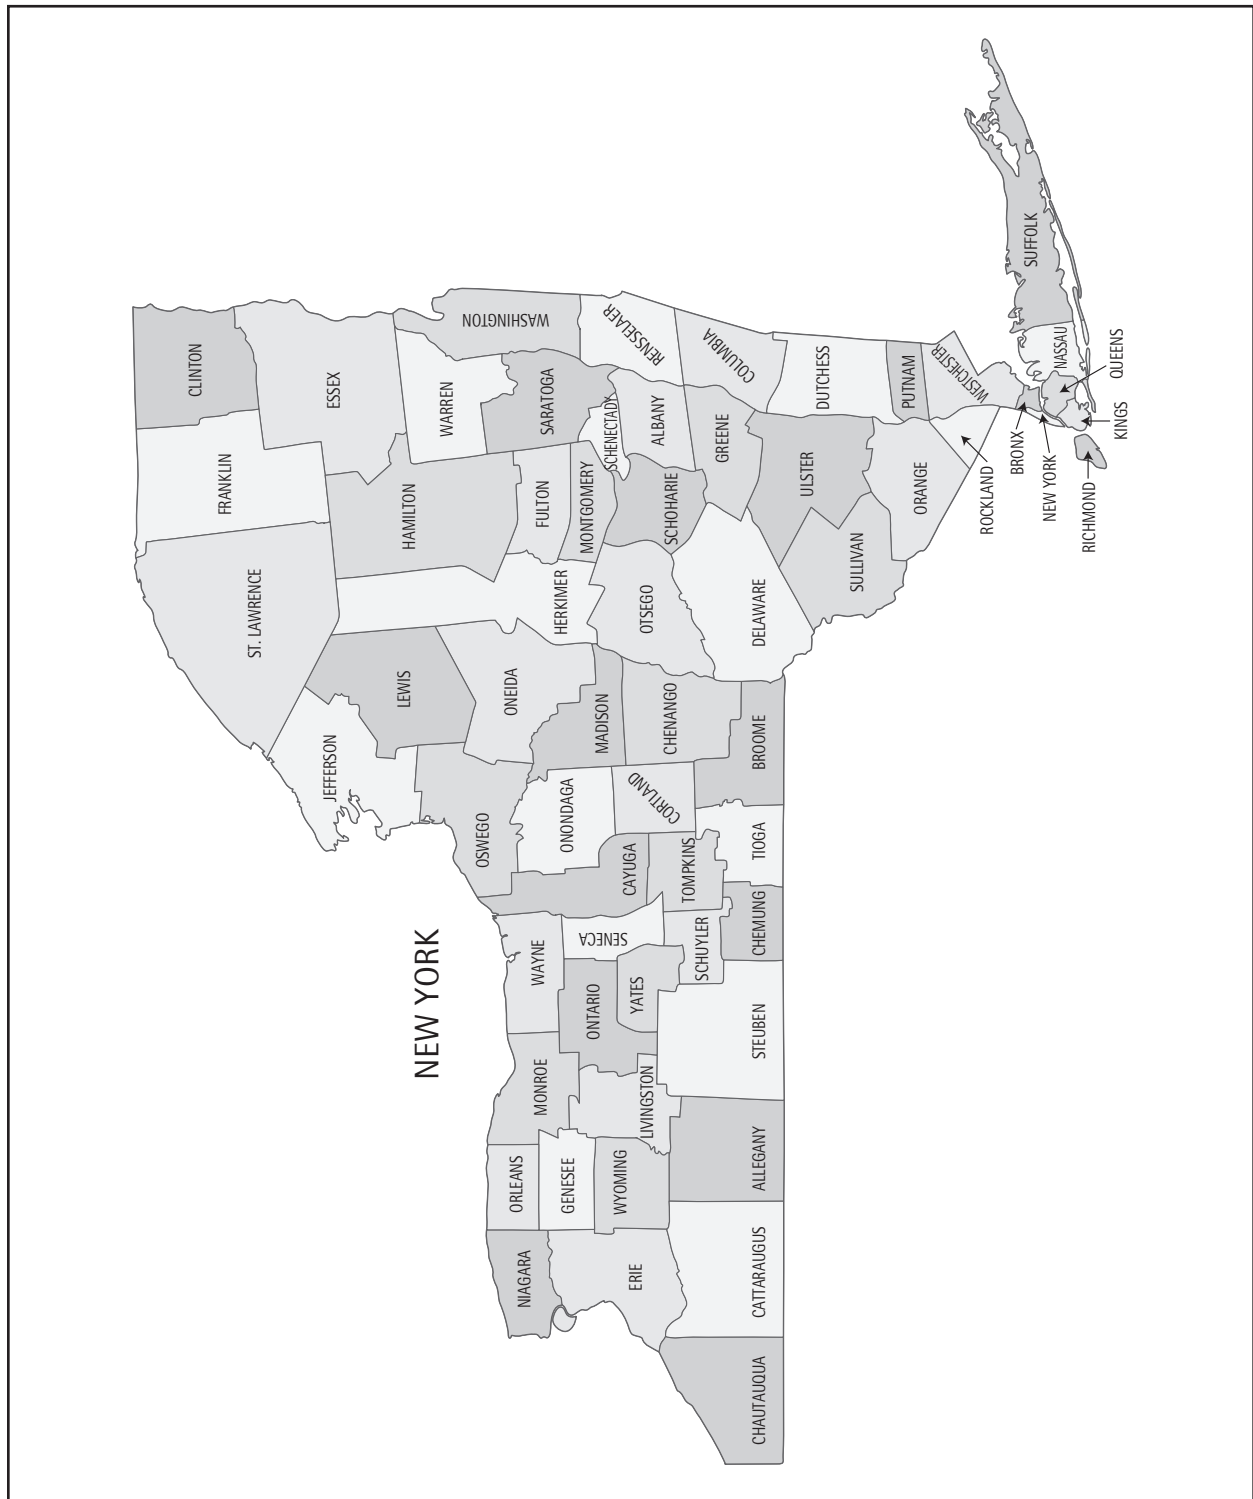 NEW YORK
CLINTON
FRANKLIN
ST. LAWRENCE
ESSEX
HAMILTON
WARREN
WASHINGTON
LEWIS
JEFFERSON
HERKIMER
ONEIDA
OSWEGO
FULTON
SARATOGA
MONTGOMERY
SCHENECTADY
RENSSELAER
ALBANY
SCHOHARIE
OTSEGO
MADISON
ONONDAGA
CAYUGA
WAYNE
SENECA
ONTARIO
YATES
MONROE
ORLEANS
NIAGARA
GENESEE
WYOMING
LIVINGSTON
ERIE
CHAUTAUQUA
CATTARAUGUS
ALLEGANY
STEUBEN
SCHUYLER
CHEMUNG
TOMPKINS
TIOGA
CORTLAND
CHENANGO
BROOME
DELAWARE
GREENE
COLUMBIA
ULSTER
DUTCHESS
SULLIVAN
ORANGE
PUTNAM
WESTCHESTER
ROCKLAND
BRONX
NEW YORK
RICHMOND
KINGS
QUEENS
NASSAU
SUFFOLK